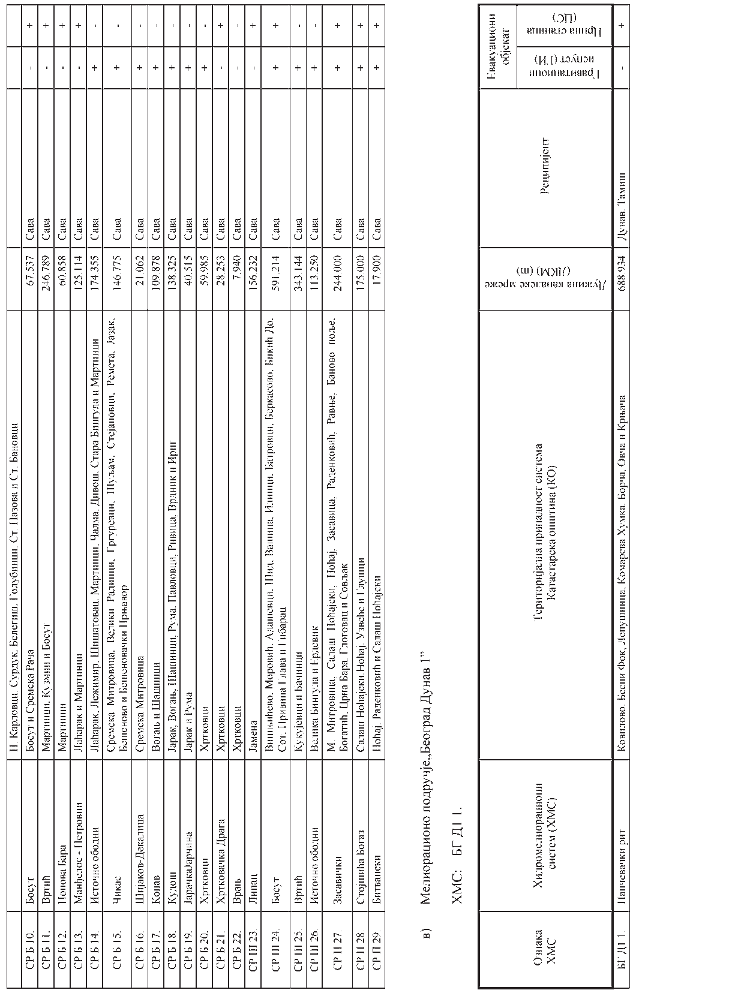 П. Карловци, Сурдук, Белегиш, Голубинци, Ст. Пазова и Ст. Бановци
СР Б 10. Босут Босут и Сремска Рача 67.537 Сава - +
СР Б 11. Вртић Мартинци, Кузмин и Босут 246.789 Сава - +
СР Б 12. Попова Бара Мартинци 60.858 Сава - +
СР Б 13. Манђелос - Петровци Лаћарак и Мартинци 125.114 Сава - +
СР Б 14. Источно ободни Лаћарак, Лежимир, Шишатовац, Мартинци, Чалма, Дивош, Стара Бингула и Мартинци 174.355 Сава + -
СР Б 15. Чикас Сремска Митровица, Велики Радинци, Гргуревци, Шуљам, Стејановци, Ремета, Јазак, 146.775 Сава + -
Бешеново и Бешеновачки Прњавор
СР Б 16. Шијаков-Декалица Сремска Митровица 21.062 Сава + -
СР Б 17. Копав Вогањ и Шашинци 109.878 Сава + -
СР Б 18. Кудош Јарак, Вогањ, Шашинци, Рума, Павловци, Ривица, Врдник и Ириг 138.325 Сава + -
СР Б 19. ЈарачкаЈарчина Јарак и Рума 40.515 Сава + -
СР Б 20. Хртковци Хртковци 59.985 Сава + -
СР Б 21. Хртковачка Драга Хртковци 28.253 Сава - +
СР Б 22. Врањ Хртковци 7.940 Сава - -
СР Ш 23. Липац Јамена 156.232 Сава - +
СР Ш 24. Босут Вишњићево, Моровић, Адашевци, Шид, Вашица, Илинци, Батровци, Беркасово, Бикић До, 591.214 Сава + +
Сот, Привина Глава и Гибарац
СР Ш 25. Вртић Кукујевци и Бачинци 343.144 Сава + -
СР Ш 26. Источно ободни Велика Бингула и Ердевик 113.250 Сава + -
СР П 27. Засавички М. Митровица, Салаш Ноћајски, Ноћај, Засавица, Раденковић, Равње, Баново поље, 244.000 Сава + +
Богатић, Црна Бара, Глоговац и Совљак
СР П 28. Стојшића Богаз Салаш Ноћајски,Ноћај, Узвеће и Глушци 175.000 Сава + +
СР П 29. Битвански Ноћај, Раденковић и Салаш Ноћајски 17.900 Сава + +
в) Мелиорационо подручје„Београд Дунав 1”
ХМС: БГ Д1 1.
Ознака
ХМС
Хидромелиорациони
систем (ХМС)
Територијална припадност система
Катастарска општина (КО)
Дужина каналске мреже
(ДКМ) (m)
Реципијент
Евакуациони
објекат
Гравитациони
испуст (ГИ)
Црпна станица
(ЦС)
БГ Д1 1. Панчевачки рит Ковилово, Бесни Фок, Лепушница, Комарева Хумка, Борча, Овча и Крњача 688.934 Дунав, Тамиш - +